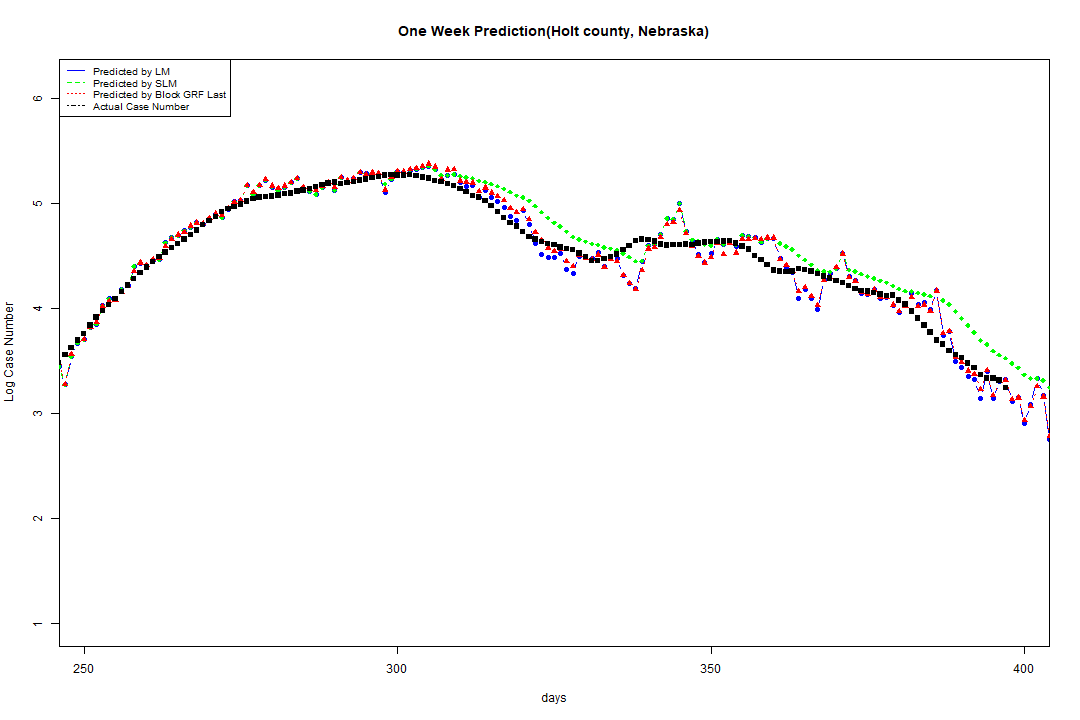 One Week Prediction(Holt county, Nebraska)
Predicted by LM
Predicted by SLM
Predicted by Block GRF Last
Actual Case Number
6
5
4
3
2
1
Log Case Number
250 300 350 400
days